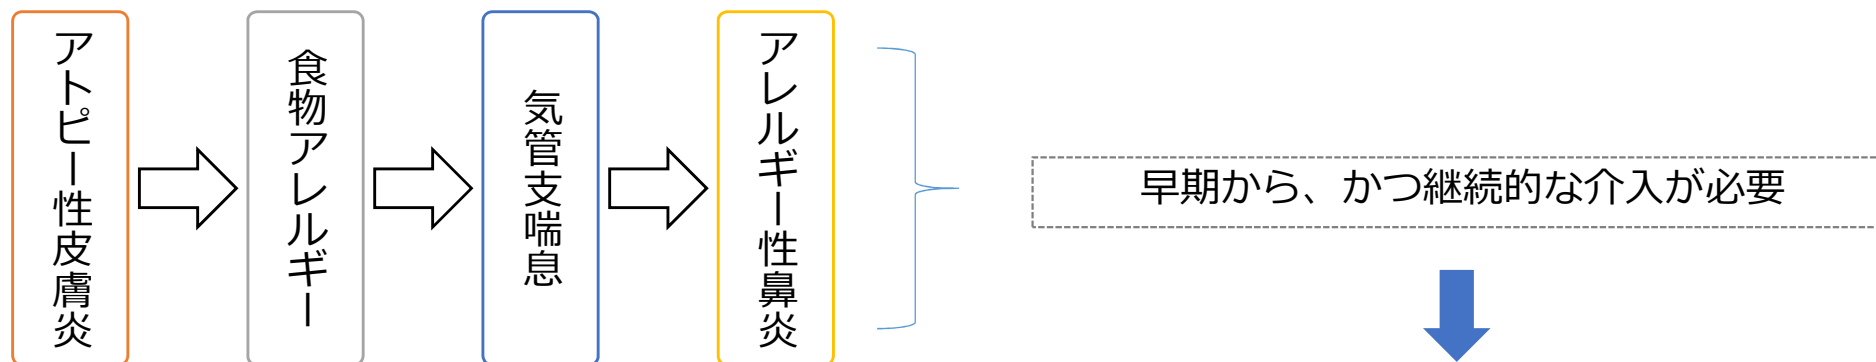 アトピー性皮膚炎
食物アレルギー
気管支喘息
アレルギー性鼻炎
早期から、かつ継続的な介入が必要